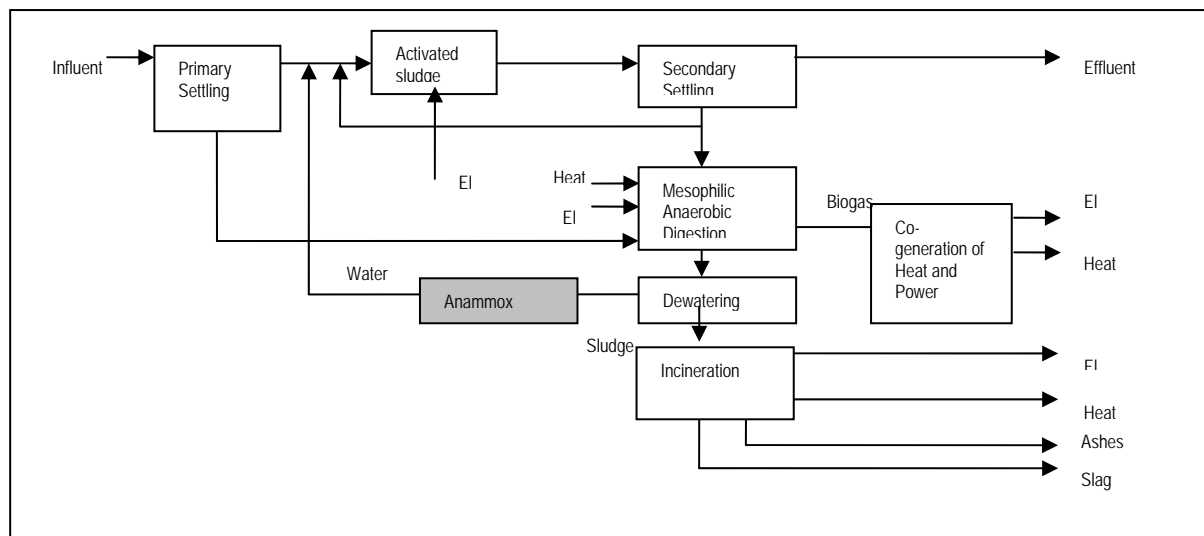 Influent
Primary
Settling
Activated
sludge
Secondary
Settling
Effluent
El
Heat
El
Mesophilic
Anaerobic
Digestion
Biogas
Co-
generation of
Heat and
Power
El
Heat
Water
Anammox
Dewatering
Sludge
Incineration
El
Heat
Ashes
Slag